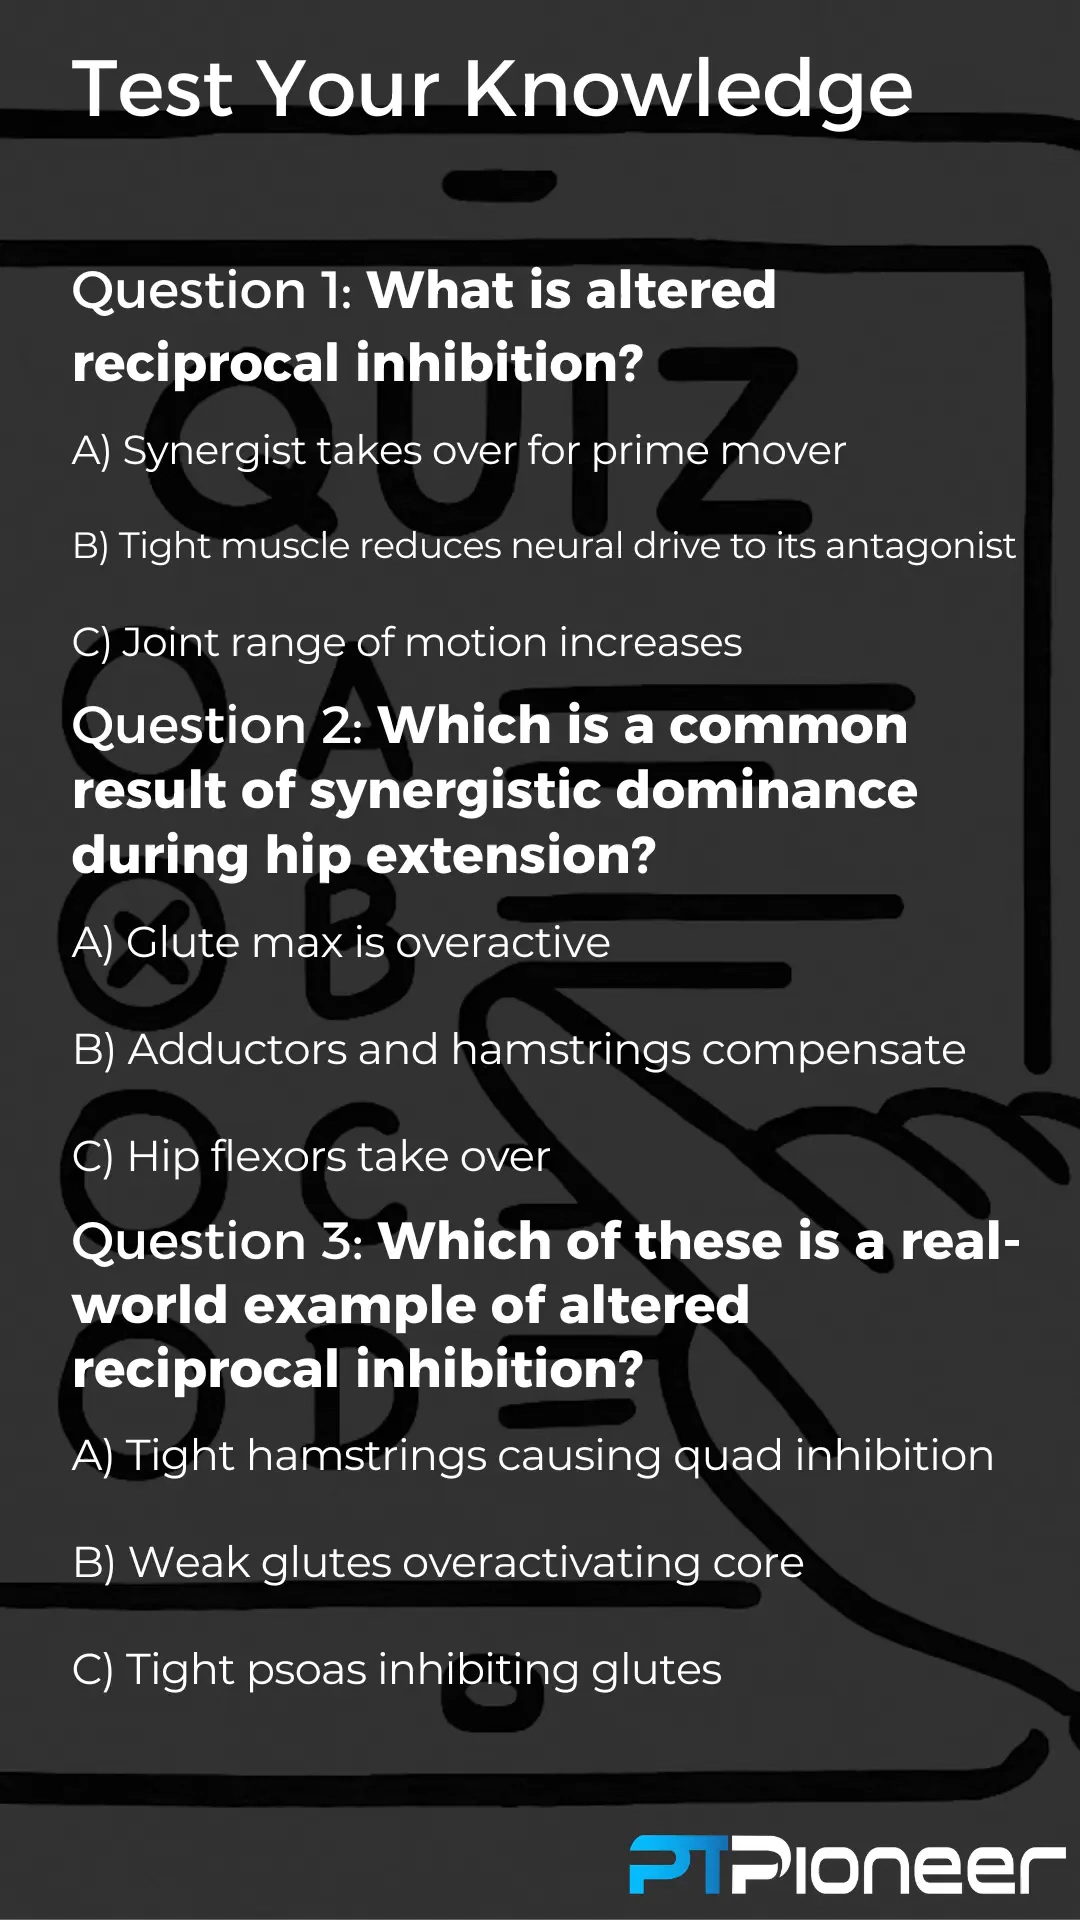 Test Your Knowledge
Question 1: What is altered
reciprocal inhibition?
QUIZ
A) Synergist takes over for prime mover
B) Tight muscle reduces neural drive to its antagonist
C) Joint range of motion increases
A
Question 2: Which is a common
result of synergistic dominance
during hip extension?
B
A) Glute max is overactive
B) Adductors and hamstrings compensate
C
C) Hip flexors take over
Question 3: Which of these is a real-
world example of altered
reciprocal inhibition?
D
A) Tight hamstrings causing quad inhibition
B) Weak glutes overactivating core
C) Tight psoas inhibiting glutes
PTPioneer